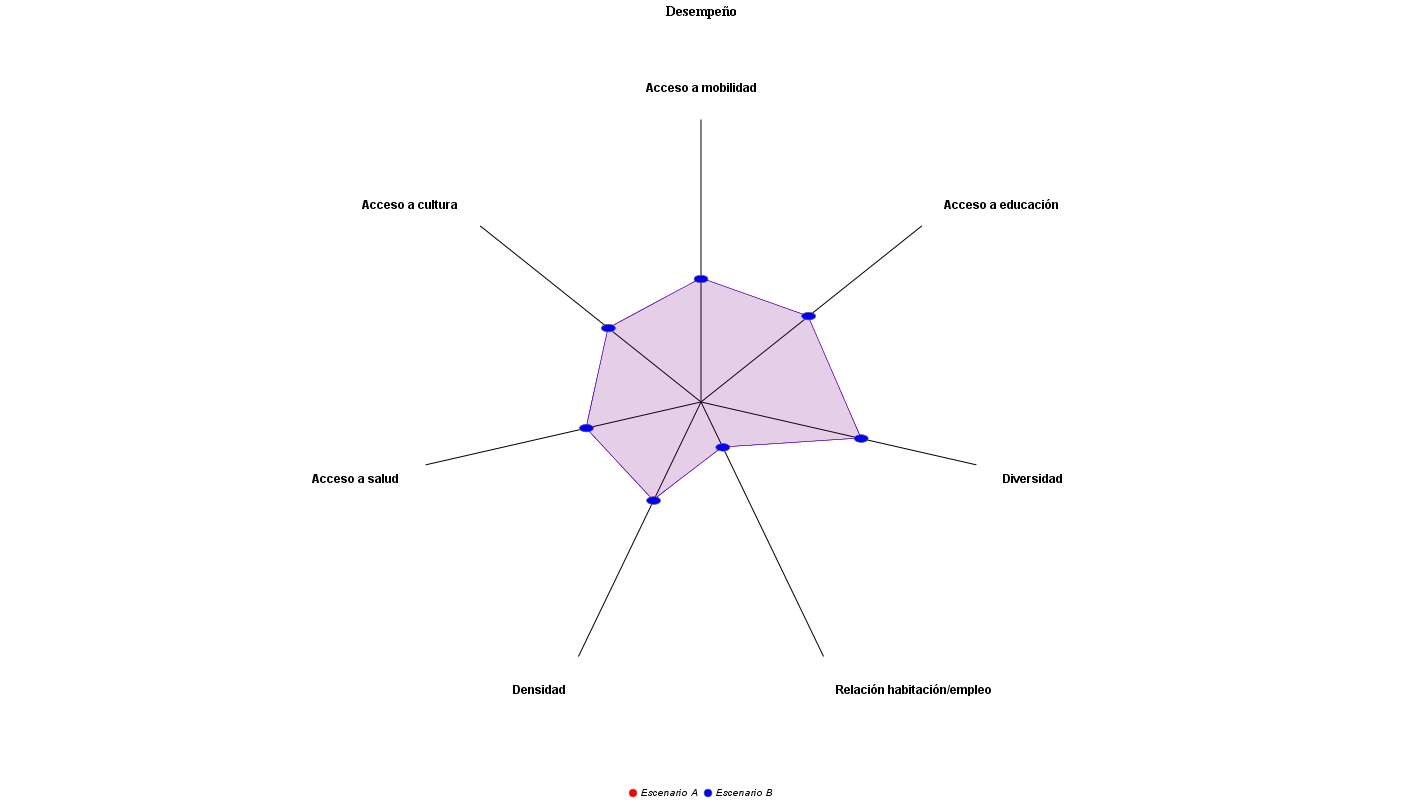 Desempeño
Acceso a mobilidad
Acceso a cultura
Acceso a educación
Acceso a salud
Diversidad
Densidad
Relación habitación/empleo
Escenario A
Escenario B